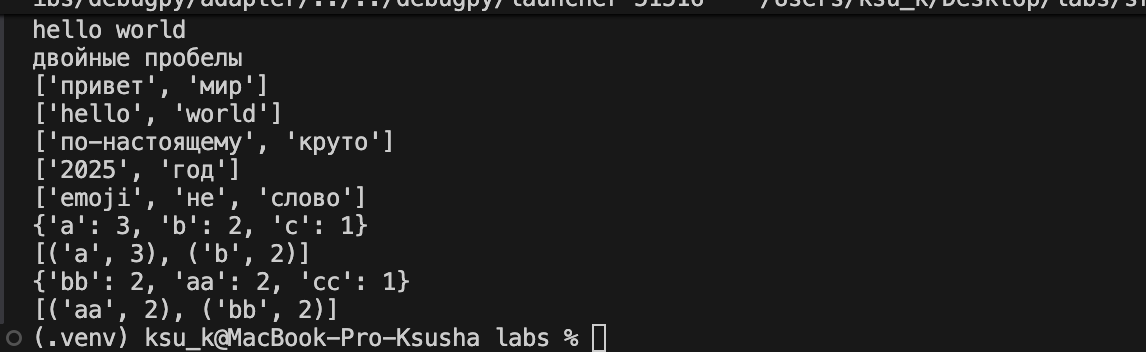 ibs/debugpy/adapter/../../debugpy/launcher 51516 /Users/ksu_k/Desktop/labs/
hello world
двойные пробелы
['привет', 'мир']
['hello', 'world']
['по-настоящему', 'круто']
['2025', 'год']
['emoji', 'не', 'слово']
{'a': 3, 'b': 2, 'c': 1}
[('a', 3), ('b', 2)]
{'bb': 2, 'aa': 2, 'cc': 1}
[('aa', 2), ('bb', 2)]
(.venv) ksu_k@MacBook-Pro-Ksusha labs %